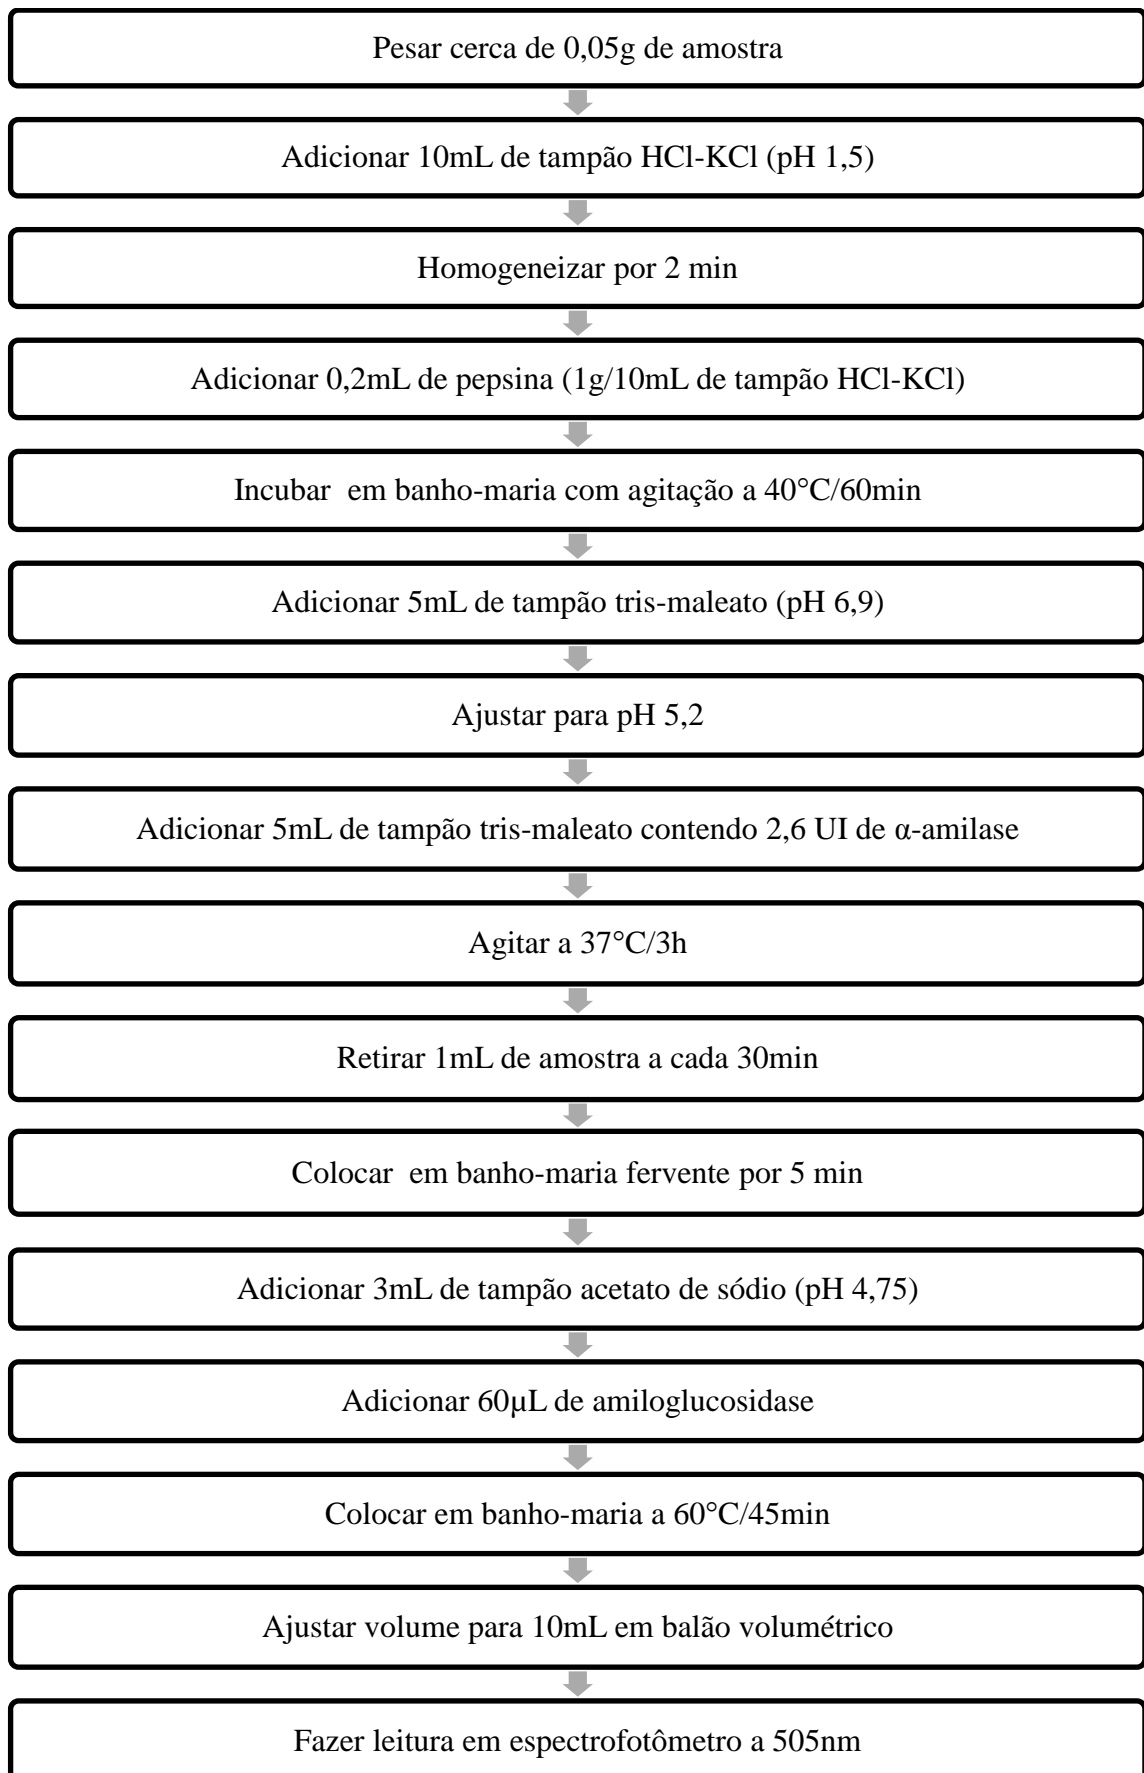 Pesar cerca de 0,05g de amostra
Adicionar 10mL de tampão HCl-KCl (pH 1,5)
Homogeneizar por 2 min
Adicionar 0,2mL de pepsina (1g/10mL de tampão HCl-KCl)
Incubar em banho-maria com agitação a 40°C/60min
Adicionar 5mL de tampão tris-maleato (pH 6,9)
Ajustar para pH 5,2
Adicionar 5mL de tampão tris-maleato contendo 2,6 UI de α-amilase
Agitar a 37°C/3h
Retirar 1mL de amostra a cada 30min
Colocar em banho-maria fervente por 5 min
Adicionar 3mL de tampão acetato de sódio (pH 4,75)
Adicionar 60µL de amiloglucosidase
Colocar em banho-maria a 60°C/45min
Ajustar volume para 10mL em balão volumétrico
Fazer leitura em espectrofotômetro a 505nm